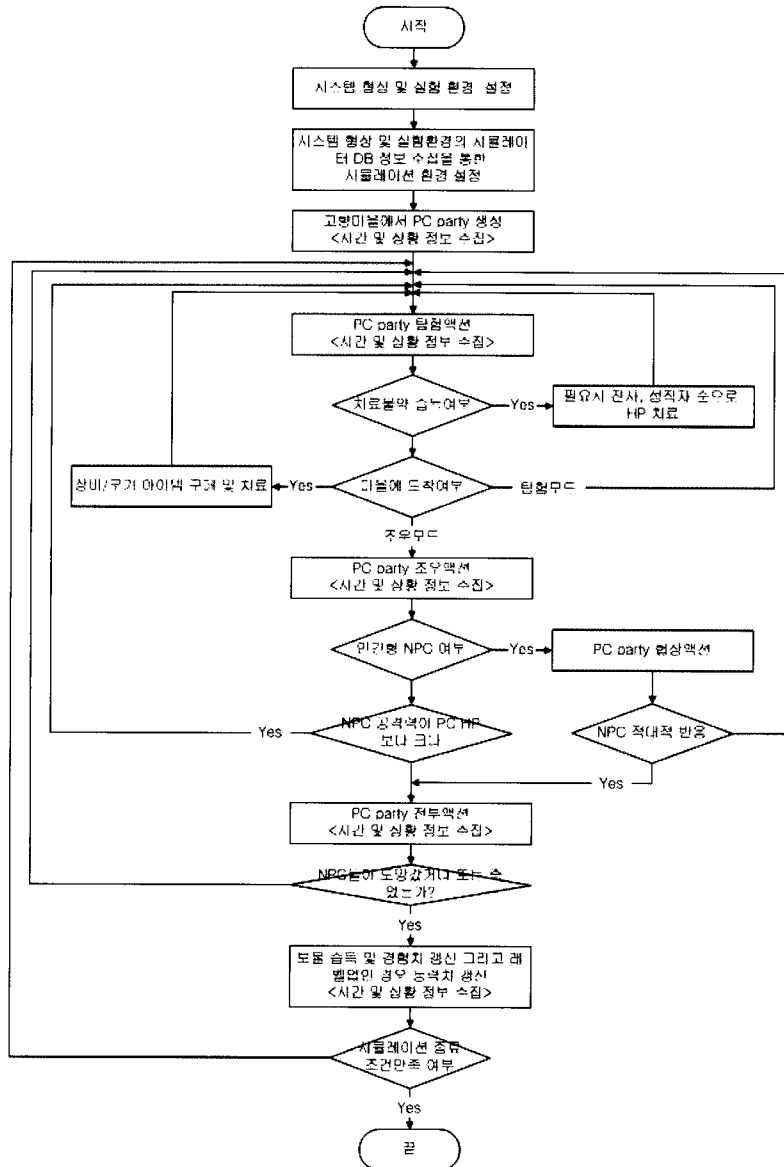 시작
시스템 형상 및 실험 환경 설정
시스템 형상 및 실험환경의 시뮬레이
터 DB 정보 수집을 통한
시뮬레이션 환경 설정
고향마을에서 PC party 생성
<시간 및 상황 정보 수집>
PC party 탐험액션
<시간 및 상황 정보 수집>
치료물약 습득여부
Yes
필요시 전사, 성직자 순으로
HP 치료
장비/무기 아이템 구매 및 치료
Yes
마을에 도착여부
탐험모드
조우모드
PC party 조우액션
<시간 및 상황 정보 수집>
인간형 NPC 여부
Yes
PC party 협상액션
Yes
NPC 공격력이 PC HP
보다 크다
NPC 적대적 반응
Yes
PC party 전투액션
<시간 및 상황 정보 수집>
NPC들이 도망갔거나 또는
Yes
보물 습득 및 경험치 갱신 그리고 레
벨업인 경우 능력치 갱신
<시간 및 상황 정보 수집>
시뮬레이션 종류
조건만족 여부
Yes
끝